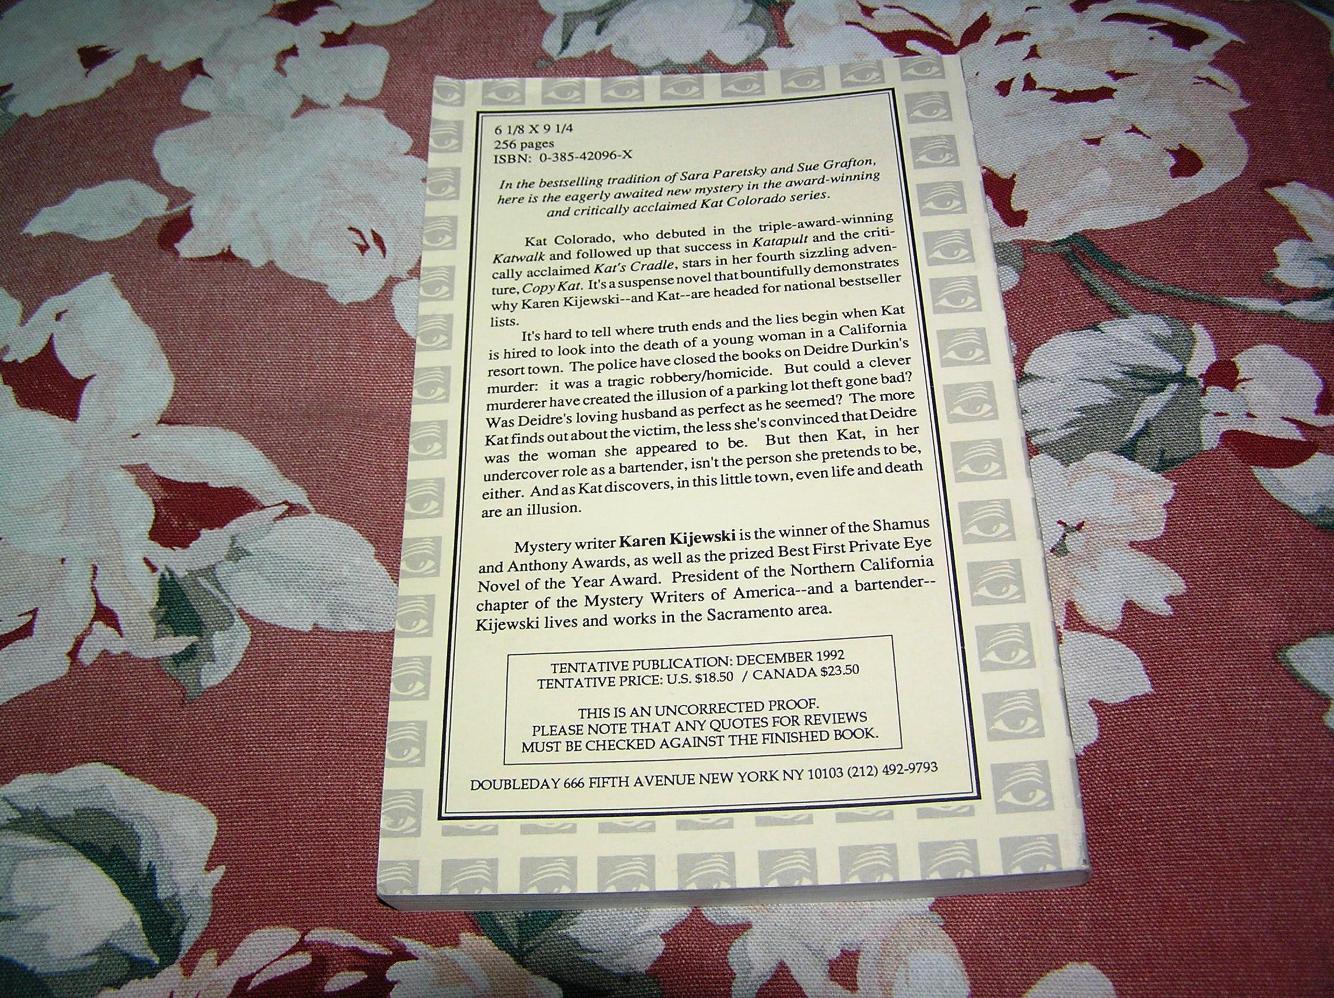 6 1/8 X 9 1/4
256 pages
ISBN: 0-385-42096-X
In the bestselling tradition of Sara Paretsky and Sue Grafton,
here is the eagerly awaited new mystery in the award-winning
and critically acclaimed Kat Colorado series.
Kat Colorado, who debuted in the triple-award-winning
Katwalk and followed up that success in Katapult and the criti-
cally acclaimed Kat's Cradle, stars in her fourth sizzling adven-
ture, Copy Kat. It's a suspense novel that bountifully demonstrates
why Karen Kijewski--and Kat--are headed for national bestseller
lists.
It's hard to tell where truth ends and the lies begin when Kat
is hired to look into the death of a young woman in a California
resort town. The police have closed the books on Deidre Durkin's
murder: it was a tragic robbery/homicide. But could a clever
murderer have created the illusion of a parking lot theft gone bad?
Was Deidre's loving husband as perfect as he seemed? The more
Kat finds out about the victim, the less she's convinced that Deidre
was the woman she appeared to be. But then Kat, in her
undercover role as a bartender, isn't the person she pretends to be,
either. And as Kat discovers, in this little town, even life and death
are an illusion.
Mystery writer Karen Kijewski is the winner of the Shamus
and Anthony Awards, as well as the prized Best First Private Eye
Novel of the Year Award. President of the Northern California
chapter of the Mystery Writers of America--and a bartender--
Kijewski lives and works in the Sacramento area.
TENTATIVE PUBLICATION: DECEMBER 1992
TENTATIVE PRICE: U.S. $18.50 / CANADA $23.50
THIS IS AN UNCORRECTED PROOF.
PLEASE NOTE THAT ANY QUOTES FOR REVIEWS
MUST BE CHECKED AGAINST THE FINISHED BOOK.
DOUBLEDAY 666 FIFTH AVENUE NEW YORK NY 10103 (212) 492-9793